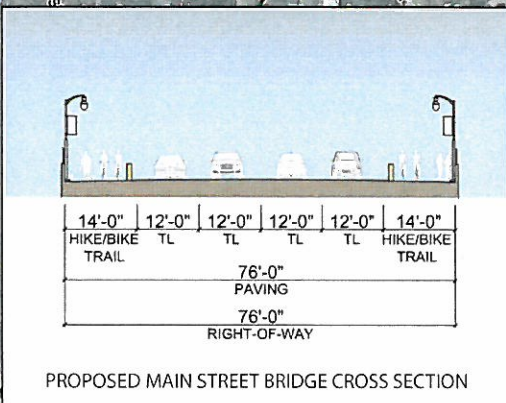 14'-0" 12'-0" 12'-0" 12'-0" 12'-0" 14'-0"
HIKE/BIKE TL TL TL TL HIKE/BIKE
TRAIL TRAIL
76'-0"
PAVING
76'-0"
RIGHT-OF-WAY
PROPOSED MAIN STREET BRIDGE CROSS SECTION